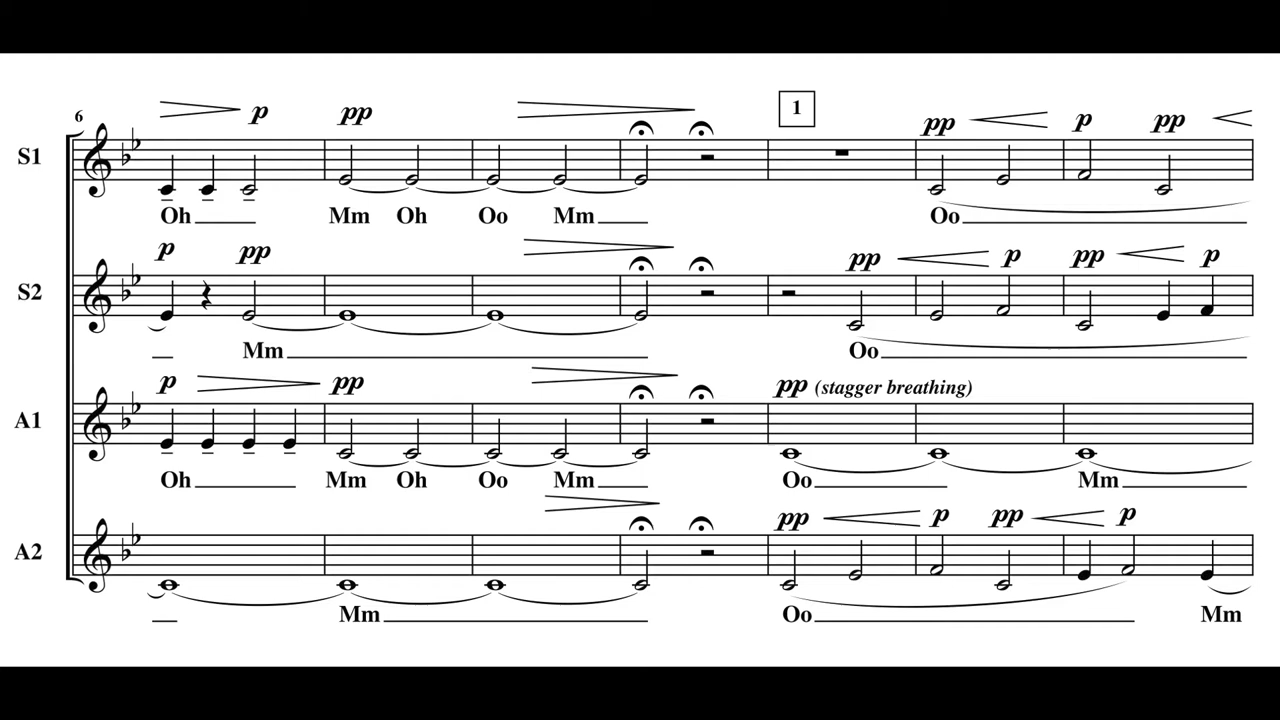 6
p
pp
1
pp
p
pp
S1
Oh Mm Oh Oo Mm Oo
p
pp
pp
p
pp
p
S2
Mm Oo
p
pp
pp (stagger breathing)
A1
Oh Mm Oh Oo Mm Oo Mm
pp
p
pp
p
A2
Mm Oo Mm